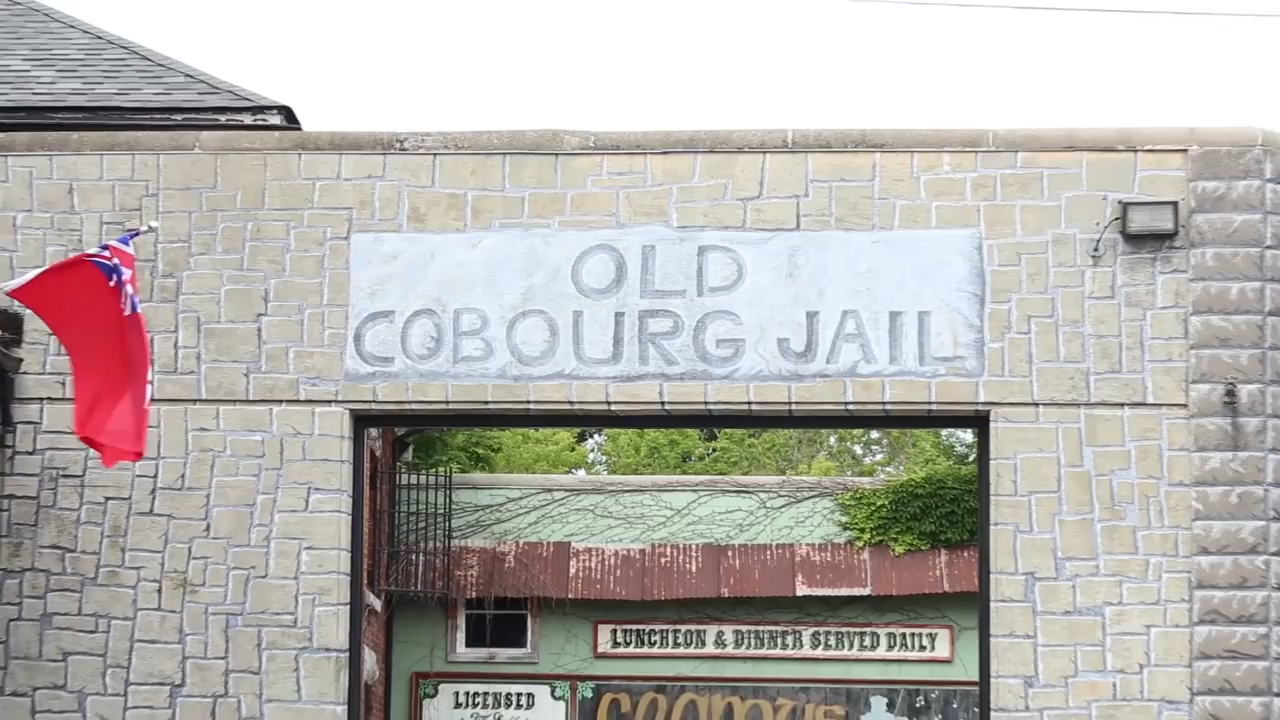 OLD
COBOURG JAIL
LUNCHEON & DINNER SERVED DAILY
LICENSED